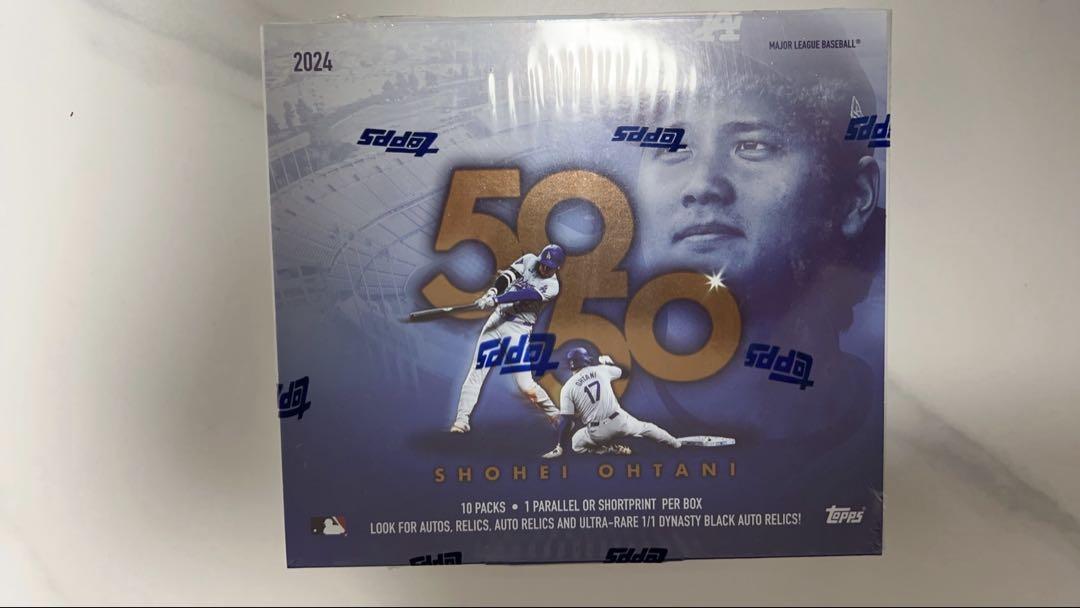 2024
MAJOR LEAGUE BASEBALL®
LA
topps
topps
topps
50
50
topps
topps
topps
OHTANI
17
SHOHEI OHTANI
10 PACKS • 1 PARALLEL OR SHORTPRINT PER BOX
LOOK FOR AUTOS, RELICS, AUTO RELICS AND ULTRA-RARE 1/1 DYNASTY BLACK AUTO RELICS!
topps
topps
topps